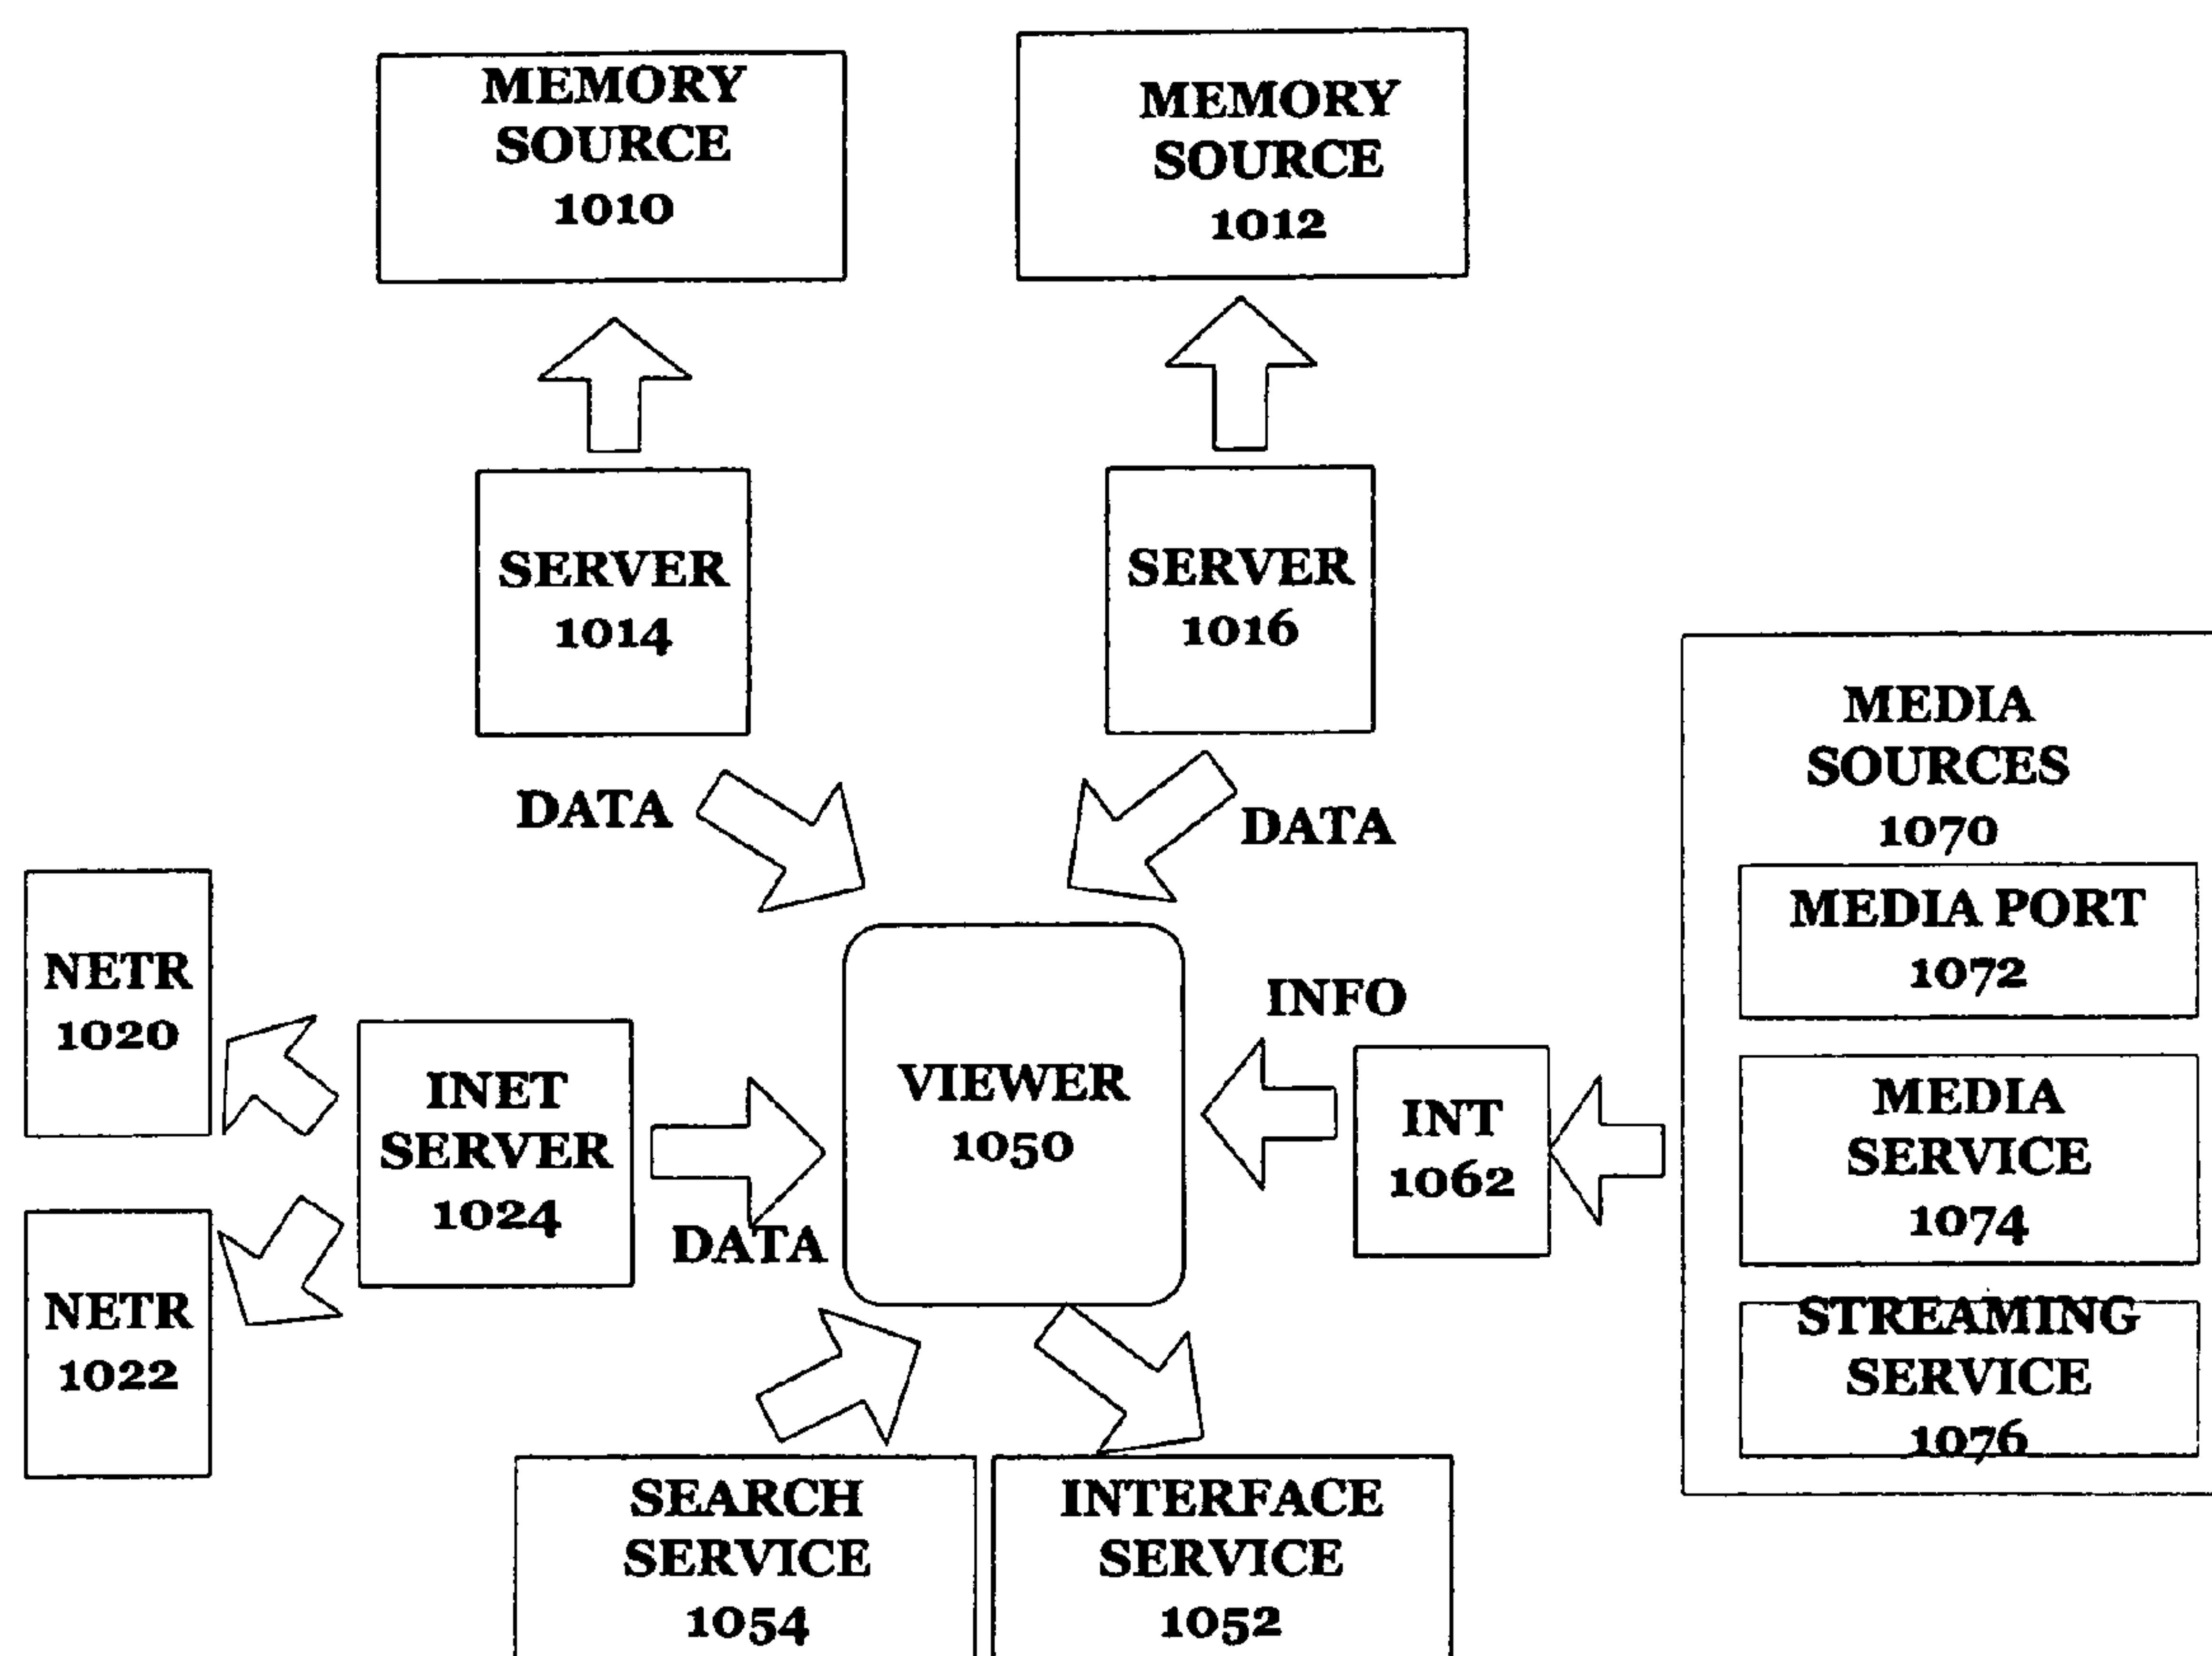 MEMORY
SOURCE
1010
MEMORY
SOURCE
1012
SERVER
1014
SERVER
1016
DATA
DATA
MEDIA
SOURCES
1070
MEDIA PORT
1072
MEDIA
SERVICE
1074
STREAMING
SERVICE
1076
NETR
1020
NETR
1022
INET
SERVER
1024
DATA
VIEWER
1050
INFO
INT
1062
SEARCH
SERVICE
1054
INTERFACE
SERVICE
1052